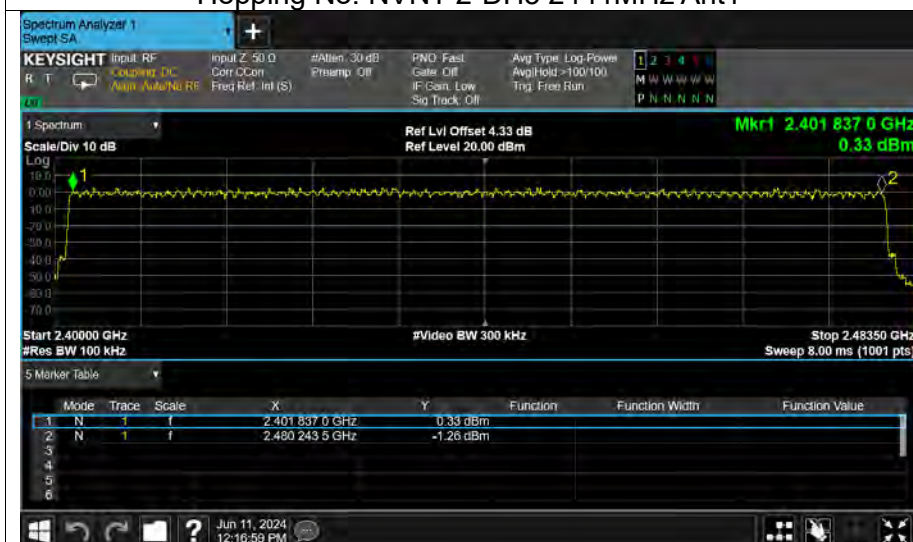 Hopping No. NVNT 2-DH5 2441MHz Ant1
Spectrum Analyzer 1
Swept SA
+
KEYSIGHT Input: RF Input Z: 50 Ω #Atten: 30 dB PNO: Fast Avg Type: Log-Power 1 2 3 4
R T Coupling: DC Corr CCorr Preamp: Off Gate: Off Avg|Hold:>100/100 M W W W W W
Align: Auto/No RF Freq Ref: Int (S) IF Gain: Low Trig: Free Run
Sig Track: Off P N N N N N
1 Spectrum Ref Lvl Offset 4.33 dB Mkr1 2.401 837 0 GHz
Scale/Div 10 dB Ref Level 20.00 dBm 0.33 dBm
Log
10.0 1 2
0.00
-10.0
-20.0
-30.0
-40.0
-50.0
-60.0
-70.0
Start 2.40000 GHz #Video BW 300 kHz Stop 2.48350 GHz
#Res BW 100 kHz Sweep 8.00 ms (1001 pts)
5 Marker Table
Mode Trace Scale X Y Function Function Width Function Value
1 N 1 f 2.401 837 0 GHz 0.33 dBm
2 N 1 f 2.480 243 5 GHz -1.26 dBm
3
4
5
6
? Jun 11, 2024
12:16:59 PM